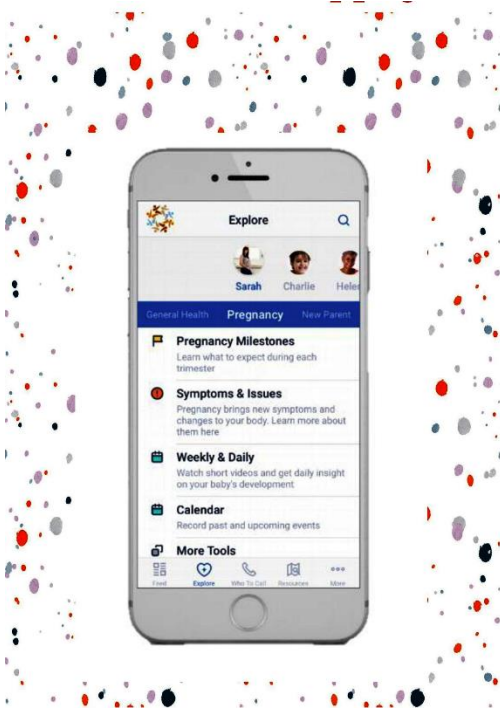 Explore
Sarah Charlie Helen
General Health Pregnancy New Parent
Pregnancy Milestones
Learn what to expect during each
trimester
Symptoms & Issues
Pregnancy brings new symptoms and
changes to your body. Learn more about
them here
Weekly & Daily
Watch short videos and get daily insight
on your baby's development
Calendar
Record past and upcoming events
More Tools
Feed Explore Who To Call Resources More